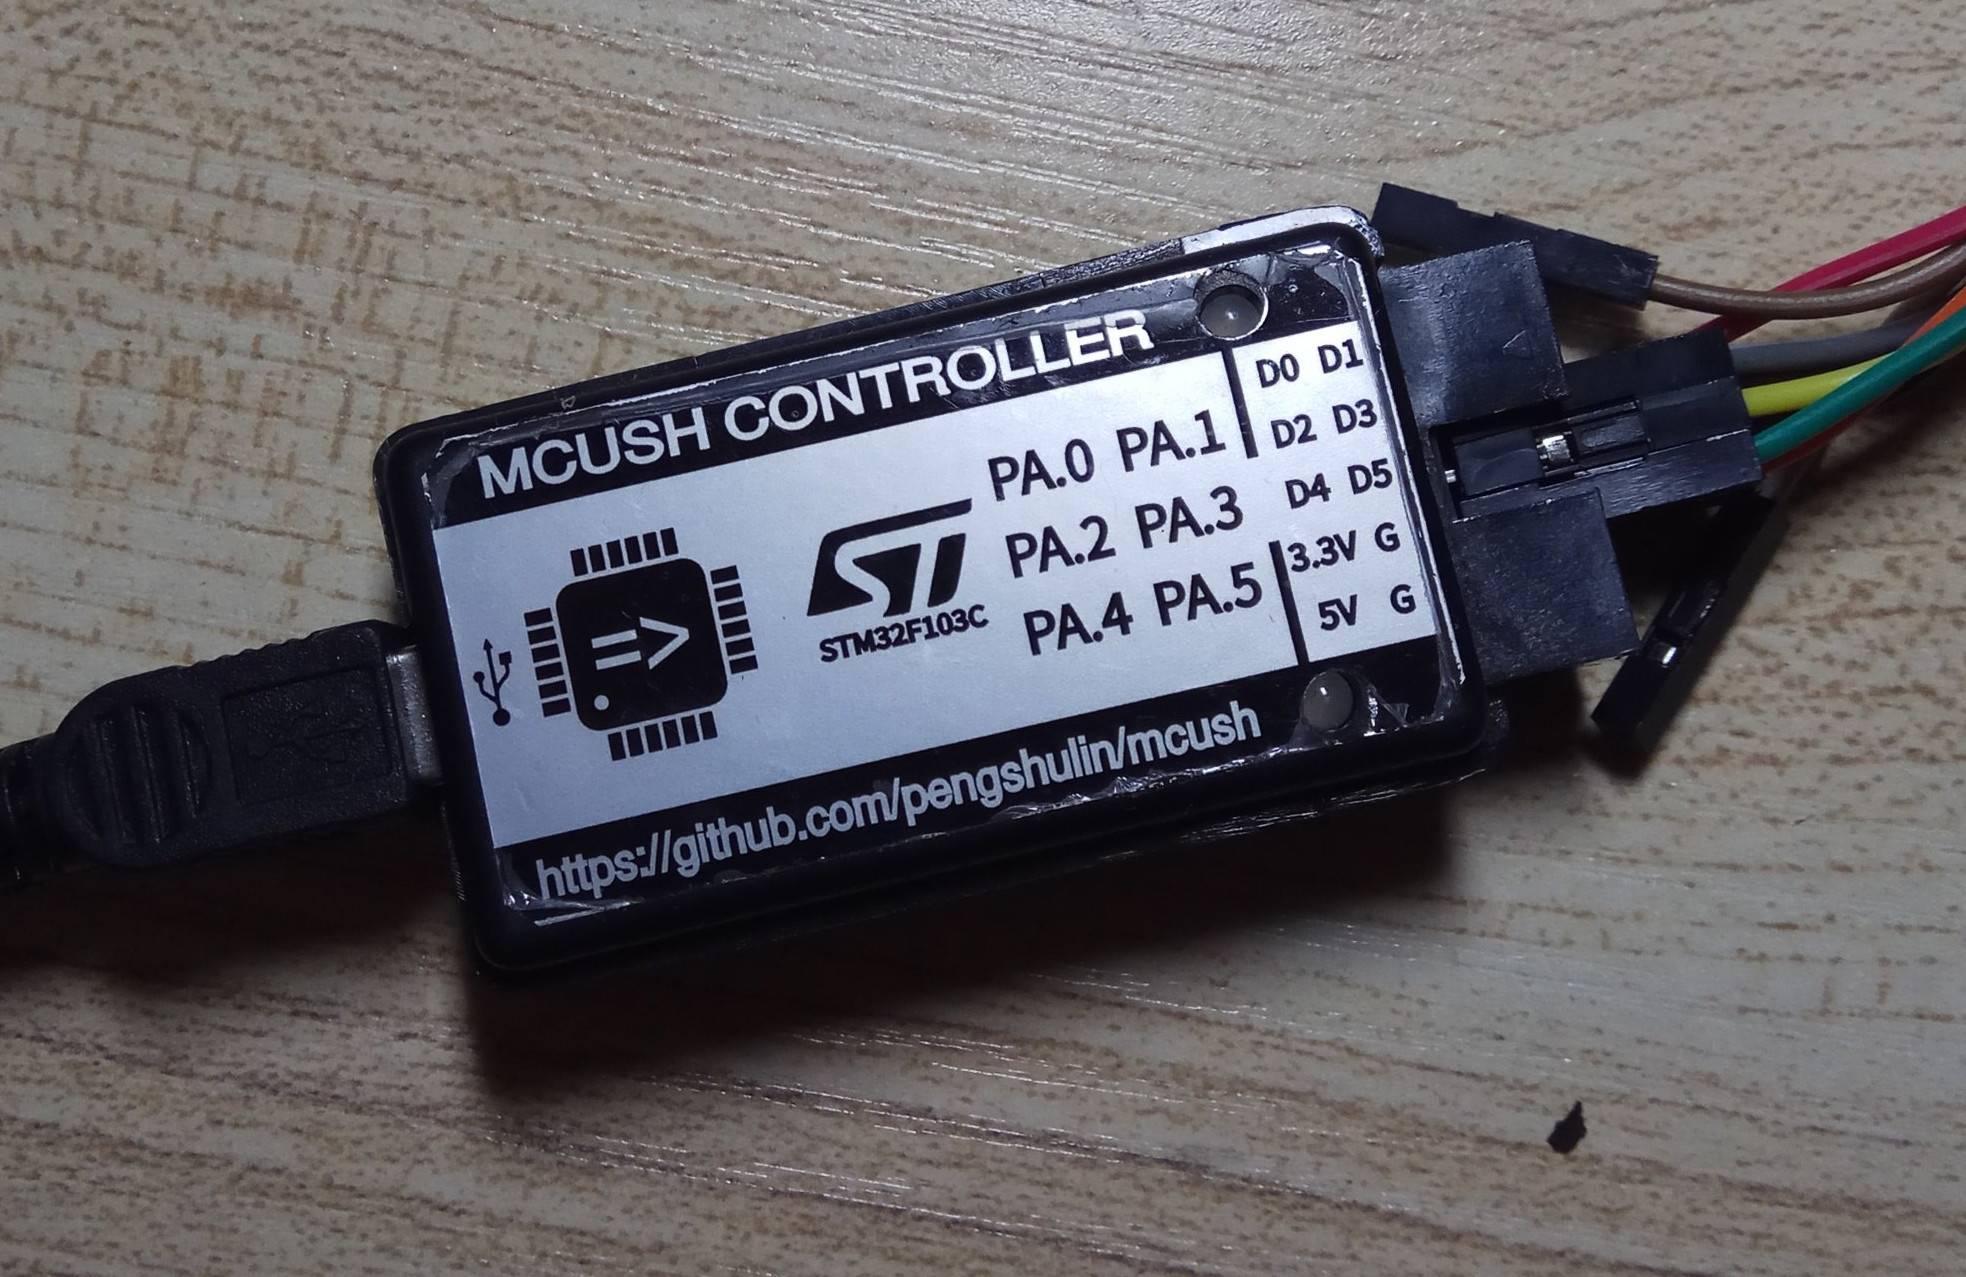 MCUSH CONTROLLER
=>
ST
STM32F103C
PA.0 PA.1
PA.2 PA.3
PA.4 PA.5
D0 D1
D2 D3
D4 D5
3.3V G
5V G
https://github.com/pengshulin/mcush